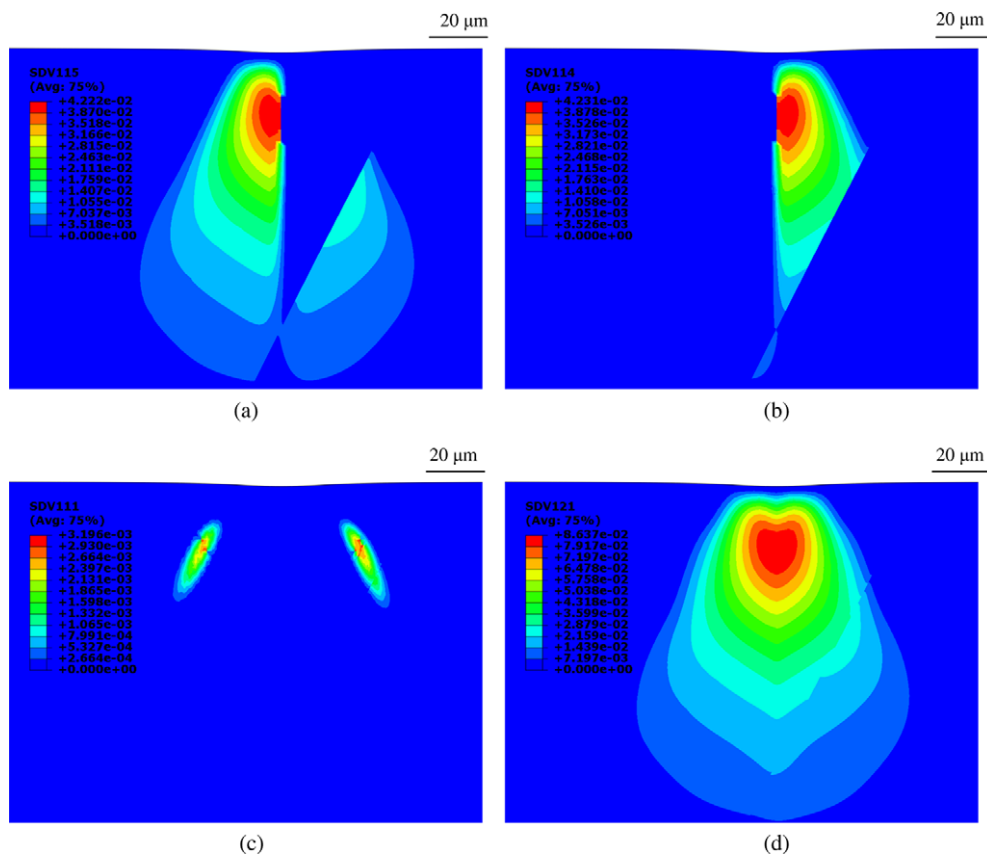 20 μm
20 μm
SDV115
(Avg: 75%)
+4.222e-02
+3.870e-02
+3.518e-02
+3.166e-02
+2.815e-02
+2.463e-02
+2.111e-02
+1.759e-02
+1.407e-02
+1.055e-02
+7.037e-03
+3.518e-03
+0.000e+00
SDV114
(Avg: 75%)
+4.231e-02
+3.878e-02
+3.526e-02
+3.173e-02
+2.821e-02
+2.468e-02
+2.115e-02
+1.763e-02
+1.410e-02
+1.058e-02
+7.051e-03
+3.526e-03
+0.000e+00
(a)
(b)
20 μm
20 μm
SDV111
(Avg: 75%)
+3.196e-03
+2.930e-03
+2.664e-03
+2.397e-03
+2.131e-03
+1.865e-03
+1.598e-03
+1.332e-03
+1.065e-03
+7.991e-04
+5.327e-04
+2.664e-04
+0.000e+00
SDV121
(Avg: 75%)
+8.637e-02
+7.917e-02
+7.197e-02
+6.478e-02
+5.758e-02
+5.038e-02
+4.318e-02
+3.599e-02
+2.879e-02
+2.159e-02
+1.439e-02
+7.197e-03
+0.000e+00
(c)
(d)